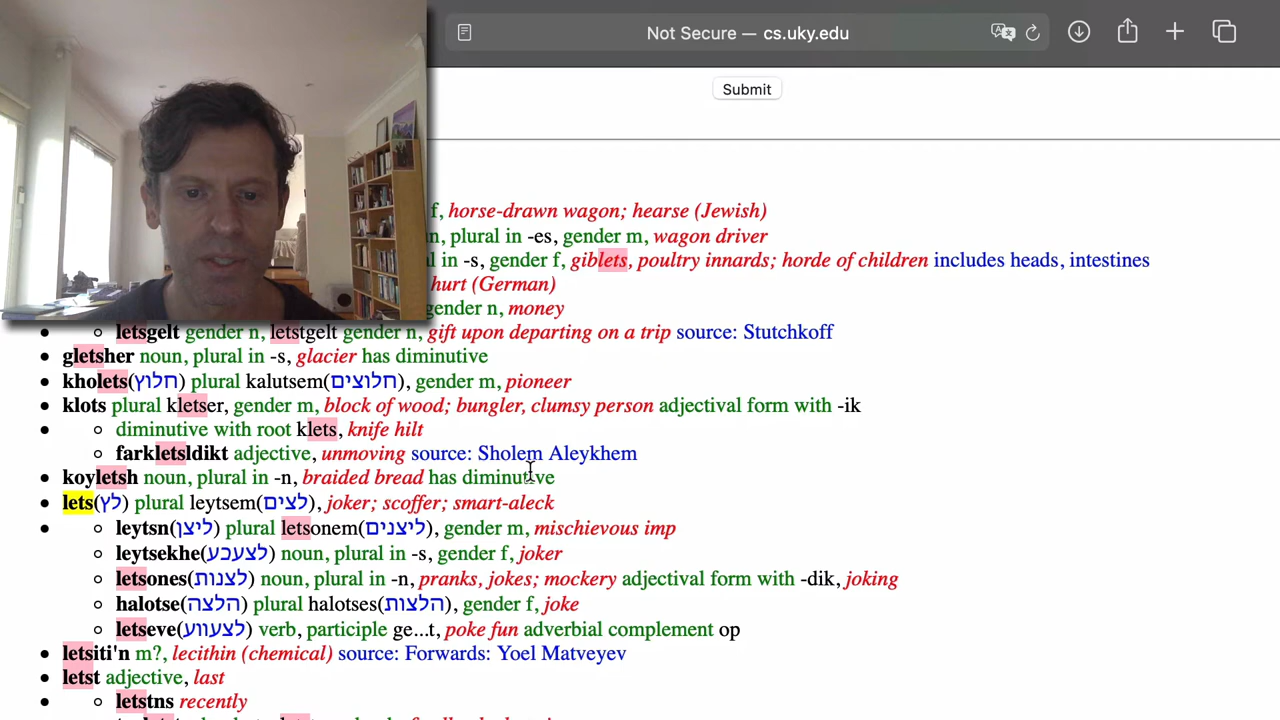 Not Secure — cs.uky.edu
Submit
f, horse-drawn wagon; hearse (Jewish)
n, plural in -es, gender m, wagon driver
l in -s, gender f, giblets, poultry innards; horde of children includes heads, intestines
hurt (German)
gender n, money
letsgelt gender n, letstgelt gender n, gift upon departing on a trip source: Stutchkoff
gletsher noun, plural in -s, glacier has diminutive
kholets(חלוץ) plural kalutsem(חלוצים), gender m, pioneer
klots plural kletser, gender m, block of wood; bungler, clumsy person adjectival form with -ik
diminutive with root klets, knife hilt
farkletsldikt adjective, unmoving source: Sholem Aleykhem
koyletsh noun, plural in -n, braided bread has diminutive
lets(לץ) plural leytsem(לצים), joker; scoffer; smart-aleck
leytsn(ליצן) plural letsonem(ליצנים), gender m, mischievous imp
leytsekhe(לצעכע) noun, plural in -s, gender f, joker
letsones(לצנות) noun, plural in -n, pranks, jokes; mockery adjectival form with -dik, joking
halotse(הלצה) plural halotses(הלצות), gender f, joke
letseve(לצעווע) verb, participle ge...t, poke fun adverbial complement op
letsiti'n m?, lecithin (chemical) source: Forwards: Yoel Matveyev
letst adjective, last
letstns recently